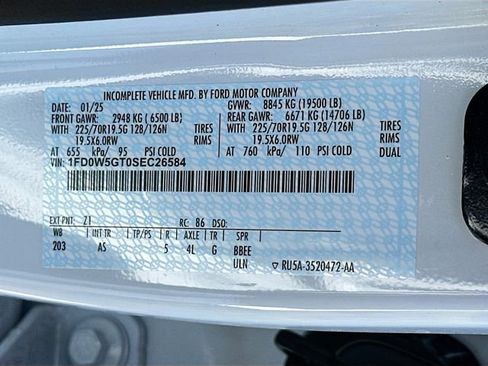 INCOMPLETE VEHICLE MFD. BY FORD MOTOR COMPANY
DATE: 01/25 GVWR: 8845 KG (19500 LB)
FRONT GAWR: 2948 KG (6500 LB) REAR GAWR: 6671 KG (14706 LB)
WITH 225/70R19.5G 128/126N TIRES WITH 225/70R19.5G 128/126N TIRES
19.5X6.0RW RIMS 19.5X6.0RW RIMS
AT 655 kPa/ 95 PSI COLD AT 760 kPa/ 110 PSI COLD DUAL
1FD0W5GT0SEC26584
EXT PNT: Z1 RC: 86 DSO:
WB INT TR TP/PS R AXLE TR SPR
203 AS 5 4L G BBEE
ULN ▽ RU5A-3520472-AA